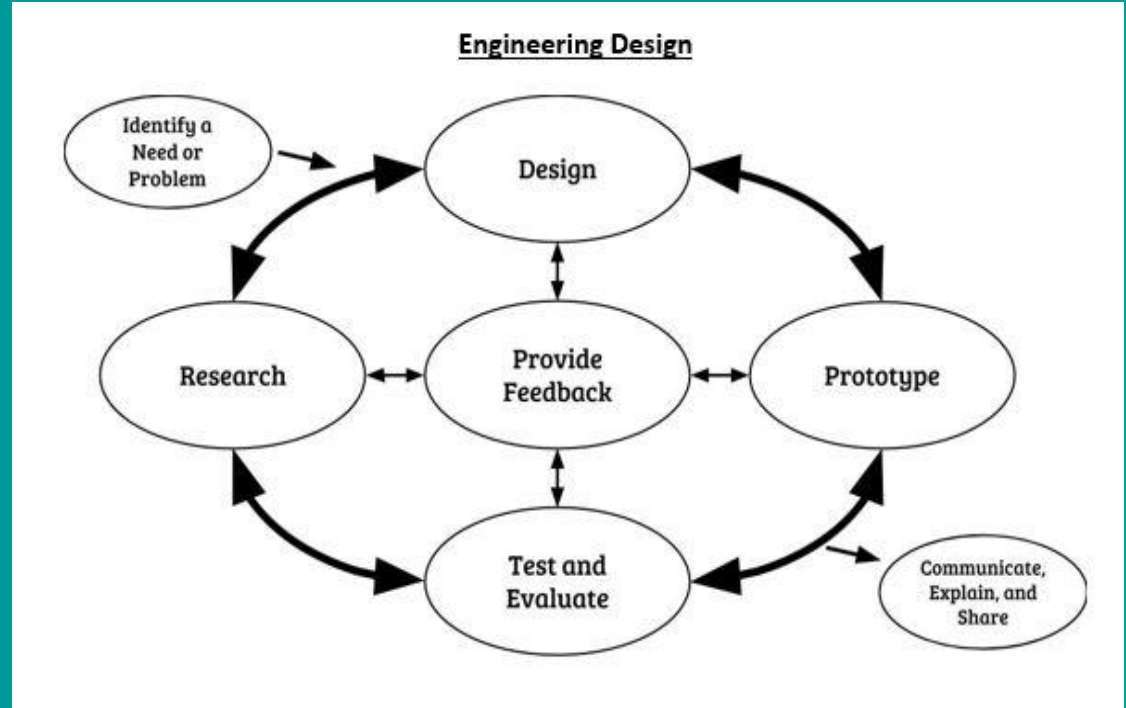 Engineering Design
Identify a
Need or
Problem
Design
Research
Provide
Feedback
Prototype
Test and
Evaluate
Communicate,
Explain, and
Share